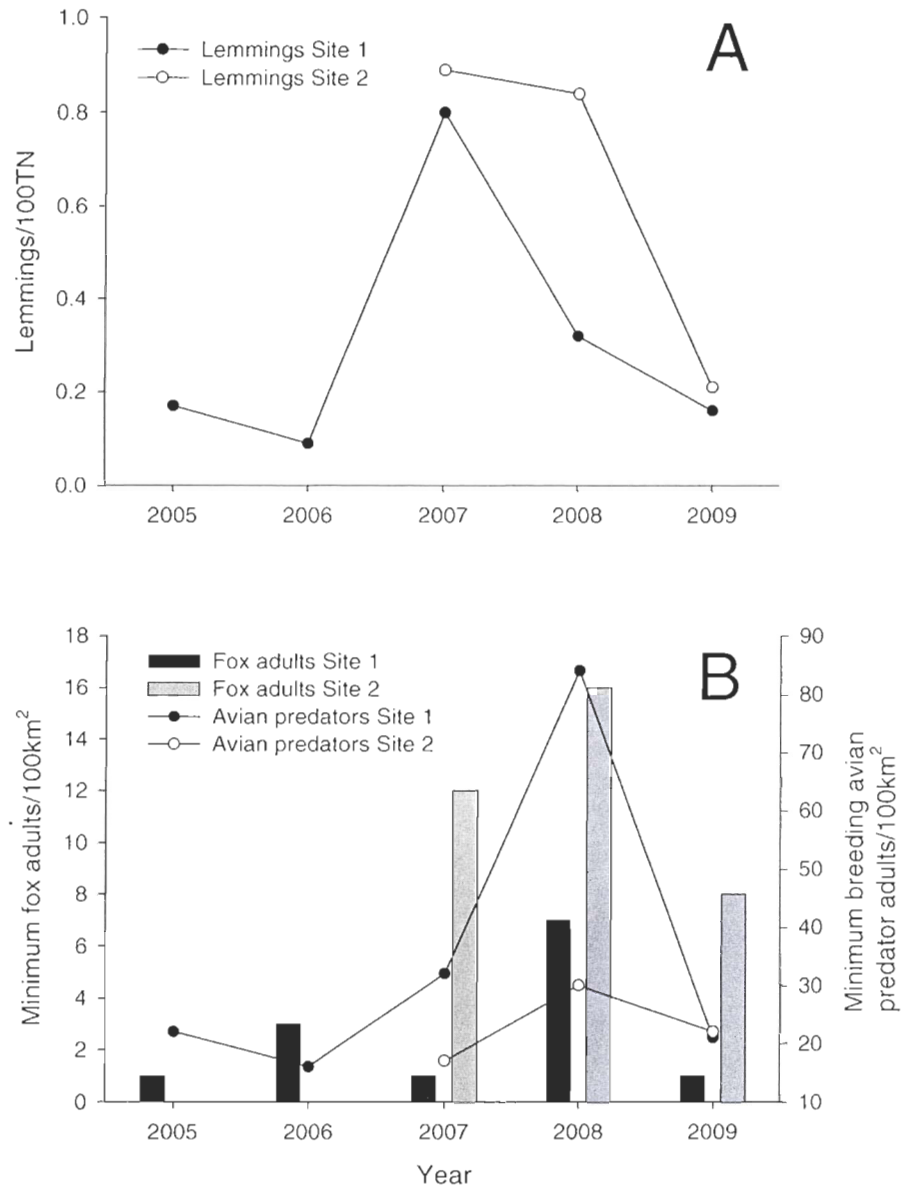 A
Lemmings Site 1
Lemmings Site 2
Lemmings/100TN
1.0
0.8
0.6
0.4
0.2
0.0
2005 2006 2007 2008 2009
B
Fox adults Site 1
Fox adults Site 2
Avian predators Site 1
Avian predators Site 2
Minimum fox adults/100km²
18
16
14
12
10
8
6
4
2
0
90
80
70
60
50
40
30
20
10
Minimum breeding avian
predator adults/100km²
2005 2006 2007 2008 2009
Year